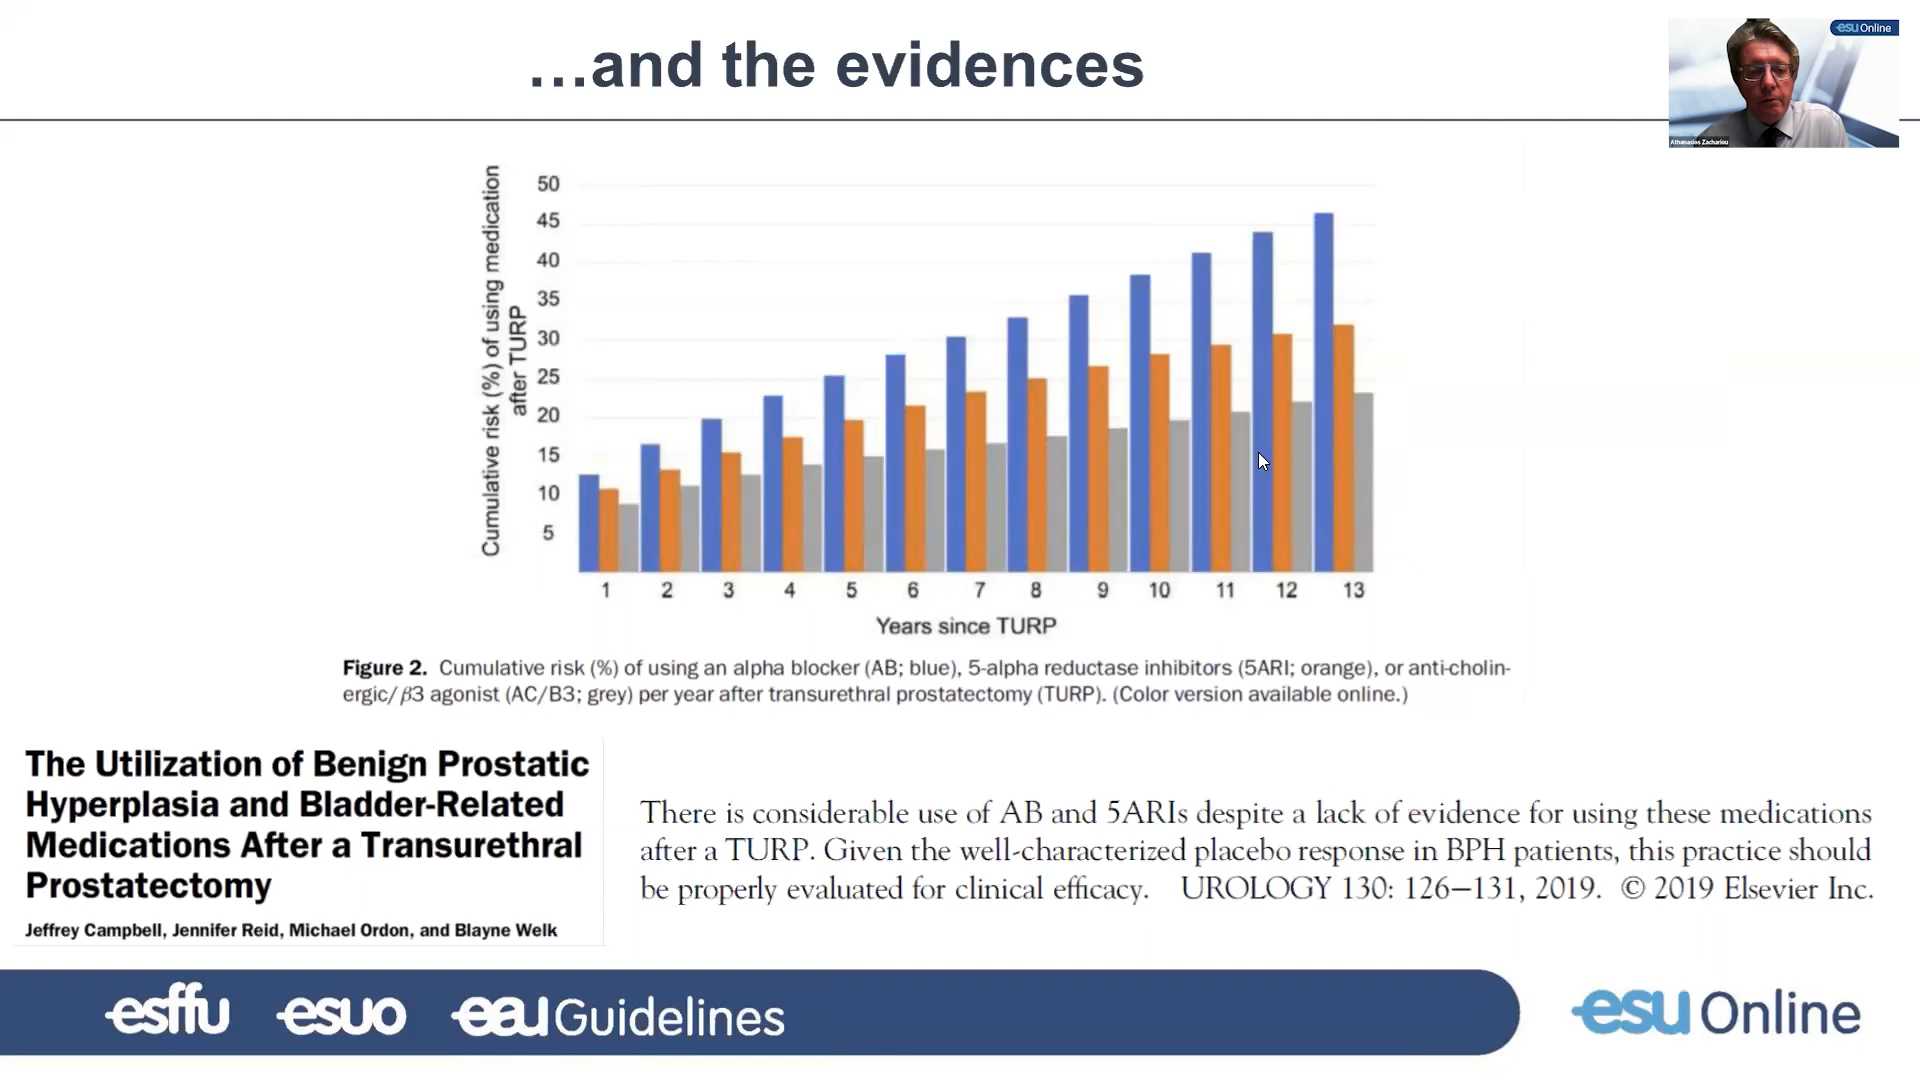 …and the evidences
esu Online
Athanasios Zachariou
Cumulative risk (%) of using medication
after TURP
50
45
40
35
30
25
20
15
10
5
1 2 3 4 5 6 7 8 9 10 11 12 13
Years since TURP
Figure 2. Cumulative risk (%) of using an alpha blocker (AB; blue), 5-alpha reductase inhibitors (5ARI; orange), or anti-cholin-
ergic/β3 agonist (AC/B3; grey) per year after transurethral prostatectomy (TURP). (Color version available online.)
The Utilization of Benign Prostatic
Hyperplasia and Bladder-Related
Medications After a Transurethral
Prostatectomy
Jeffrey Campbell, Jennifer Reid, Michael Ordon, and Blayne Welk
There is considerable use of AB and 5ARIs despite a lack of evidence for using these medications
after a TURP. Given the well-characterized placebo response in BPH patients, this practice should
be properly evaluated for clinical efficacy. UROLOGY 130: 126–131, 2019. © 2019 Elsevier Inc.
esffu esuo eau Guidelines
esu Online